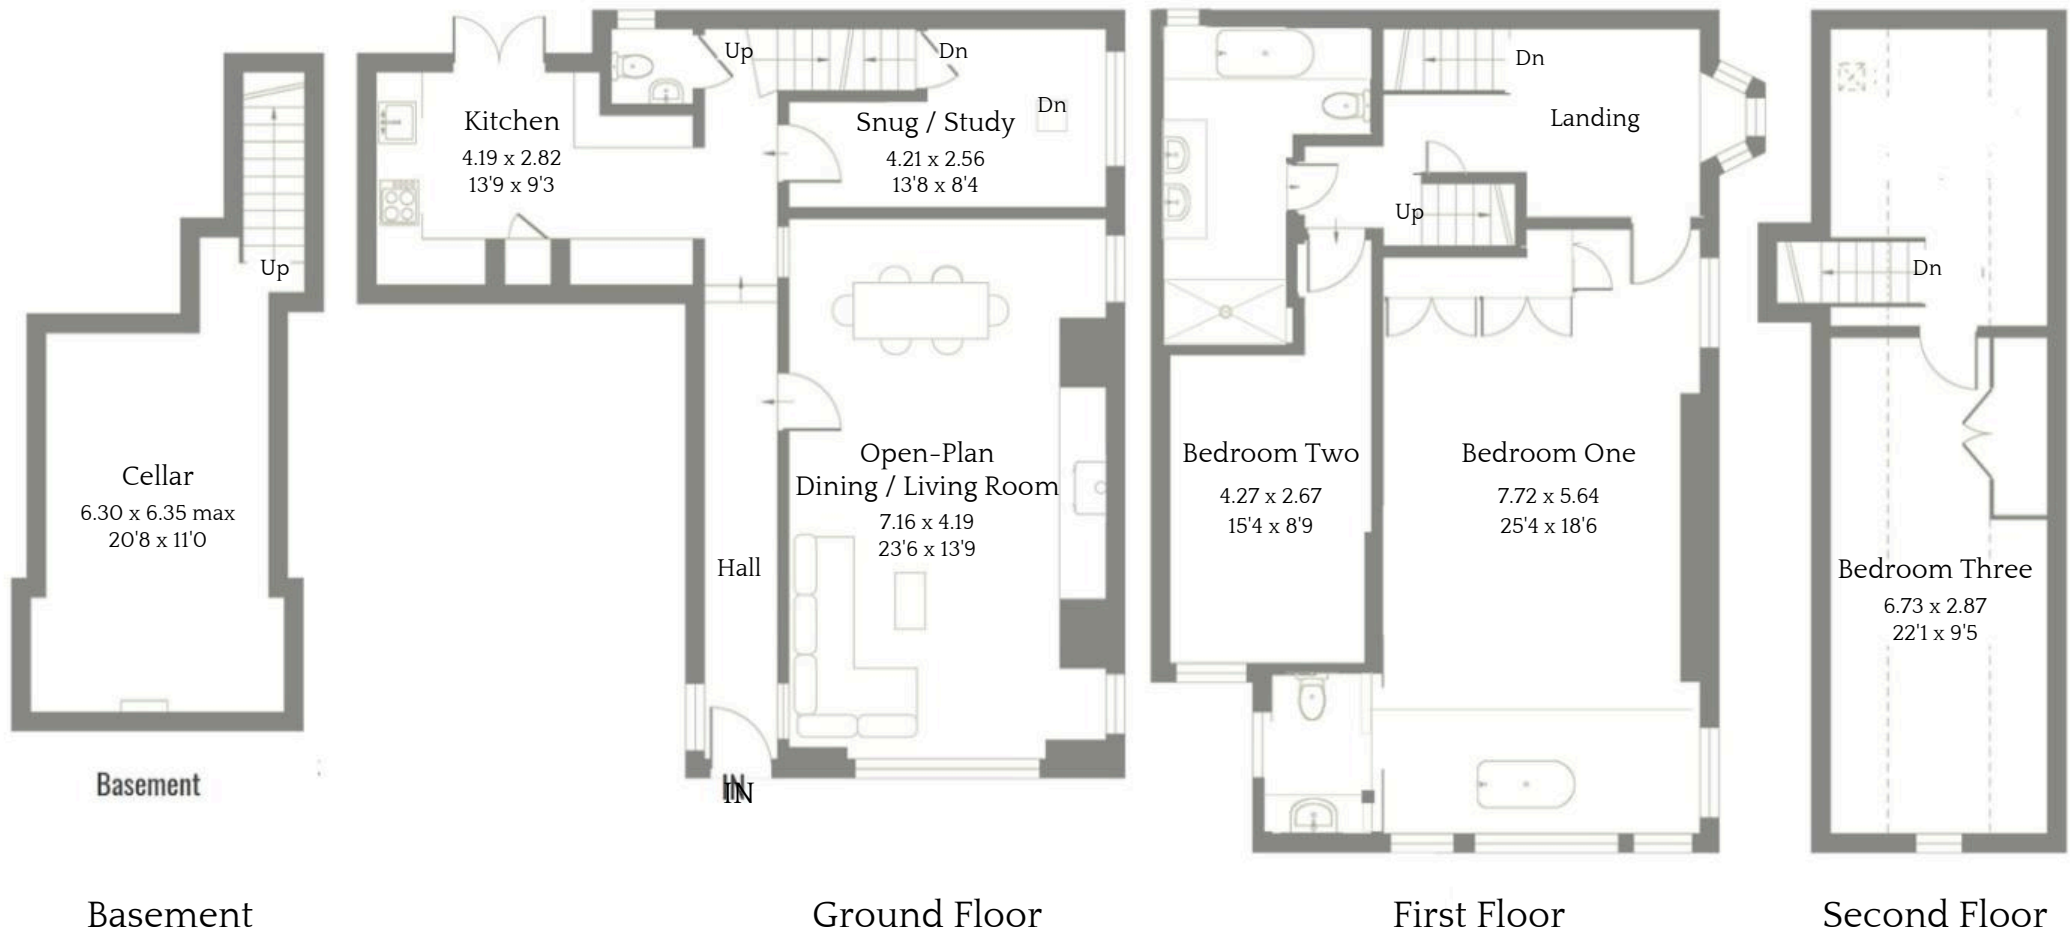 Up
Cellar
6.30 x 6.35 max
20'8 x 11'0
Basement
Basement
Up
Dn
Kitchen
4.19 x 2.82
13'9 x 9'3
Snug / Study
4.21 x 2.56
13'8 x 8'4
Dn
Open-Plan
Dining / Living Room
7.16 x 4.19
23'6 x 13'9
Hall
IN
Ground Floor
Dn
Landing
Up
Bedroom Two
4.27 x 2.67
15'4 x 8'9
Bedroom One
7.72 x 5.64
25'4 x 18'6
First Floor
Dn
Bedroom Three
6.73 x 2.87
22'1 x 9'5
Second Floor